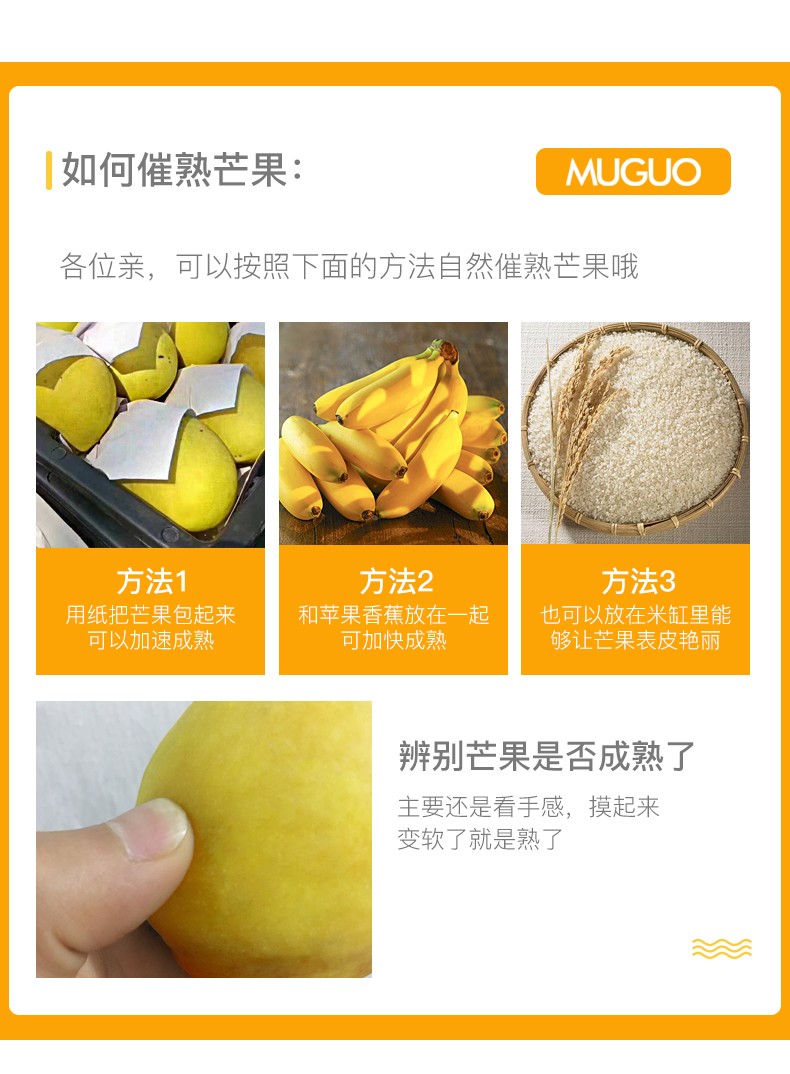 如何催熟芒果：
MUGUO
各位亲，可以按照下面的方法自然催熟芒果哦
方法1
用纸把芒果包起来
可以加速成熟
方法2
和苹果香蕉放在一起
可加快成熟
方法3
也可以放在米缸里能
够让芒果表皮艳丽
辨别芒果是否成熟了
主要还是看手感，摸起来
变软了就是熟了